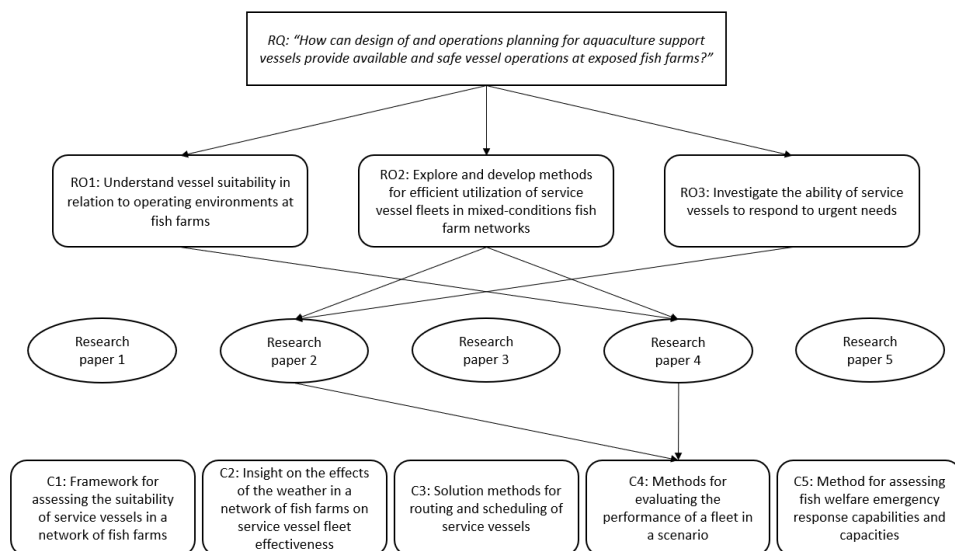 RQ: “How can design of and operations planning for aquaculture support
vessels provide available and safe vessel operations at exposed fish farms?”
RO1: Understand vessel suitability in
relation to operating environments at
fish farms
RO2: Explore and develop methods
for efficient utilization of service
vessel fleets in mixed-conditions fish
farm networks
RO3: Investigate the ability of service
vessels to respond to urgent needs
Research
paper 1
Research
paper 2
Research
paper 3
Research
paper 4
Research
paper 5
C1: Framework for
assessing the suitability
of service vessels in a
network of fish farms
C2: Insight on the effects
of the weather in a
network of fish farms on
service vessel fleet
effectiveness
C3: Solution methods for
routing and scheduling of
service vessels
C4: Methods for
evaluating the
performance of a fleet in
a scenario
C5: Method for assessing
fish welfare emergency
response capabilities and
capacities